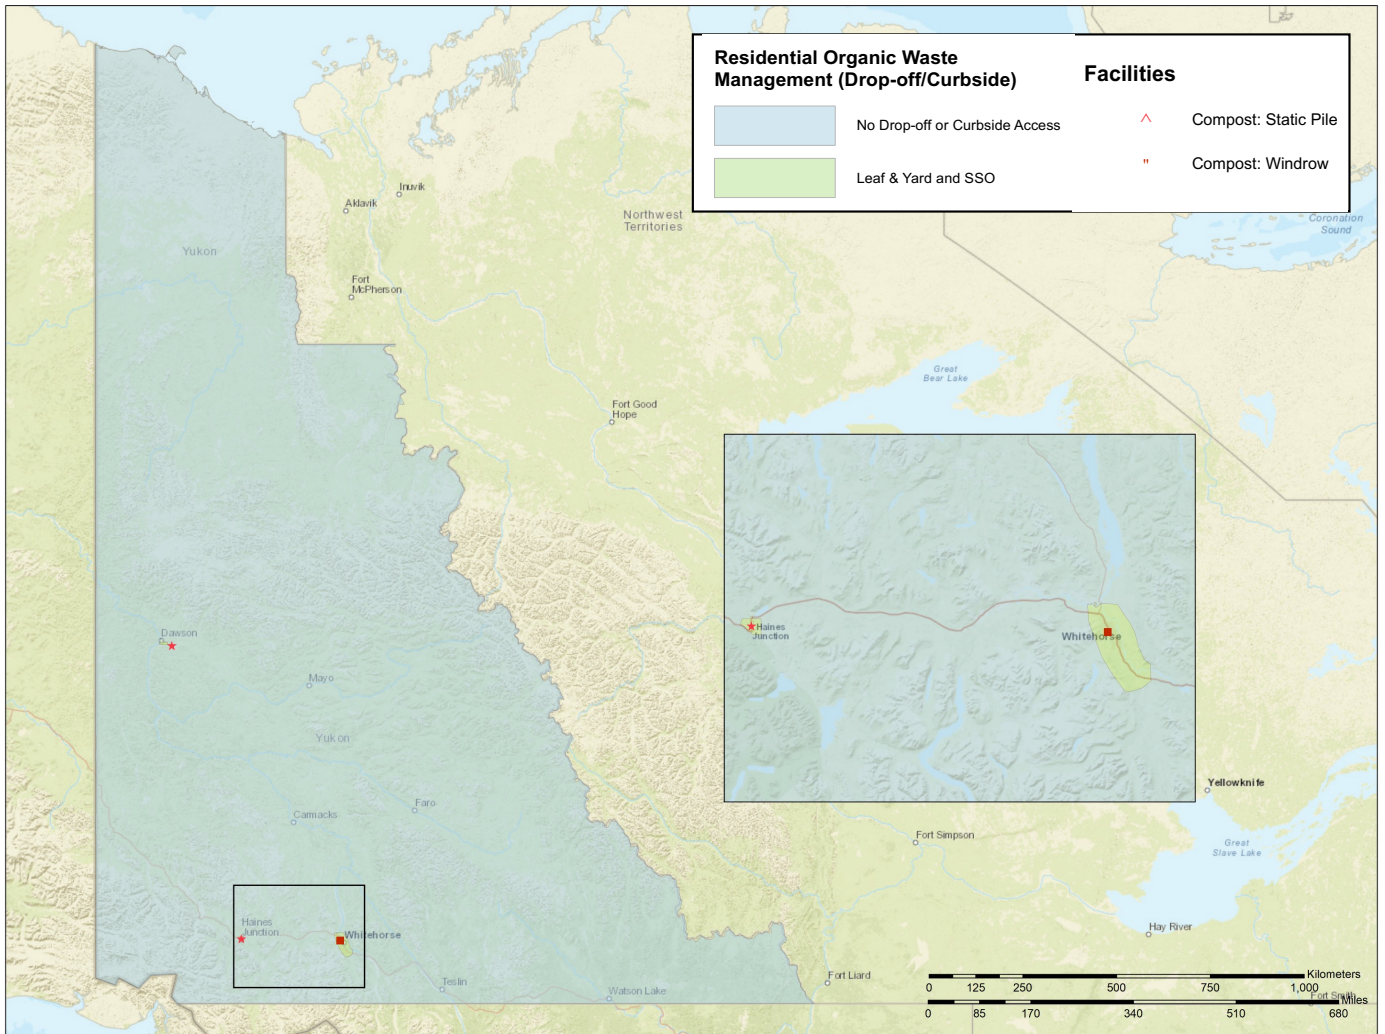 Residential Organic Waste
Management (Drop-off/Curbside)
No Drop-off or Curbside Access
Leaf & Yard and SSO
Facilities
^ Compost: Static Pile
" Compost: Windrow
Coronation
Sound
Inuvik
Aklavik
Northwest
Territories
Yukon
Fort
McPherson
Great
Bear Lake
Fort Good
Hope
Haines
Junction
Whitehorse
Dawson
Mayo
Yukon
Yellowknife
Faro
Carmacks
Fort Simpson
Great
Slave Lake
Haines
Junction
Whitehorse
Hay River
Teslin
Watson Lake
Fort Liard
Kilometers
0 125 250 500 750 1,000
Fort Smith
Miles
0 85 170 340 510 680